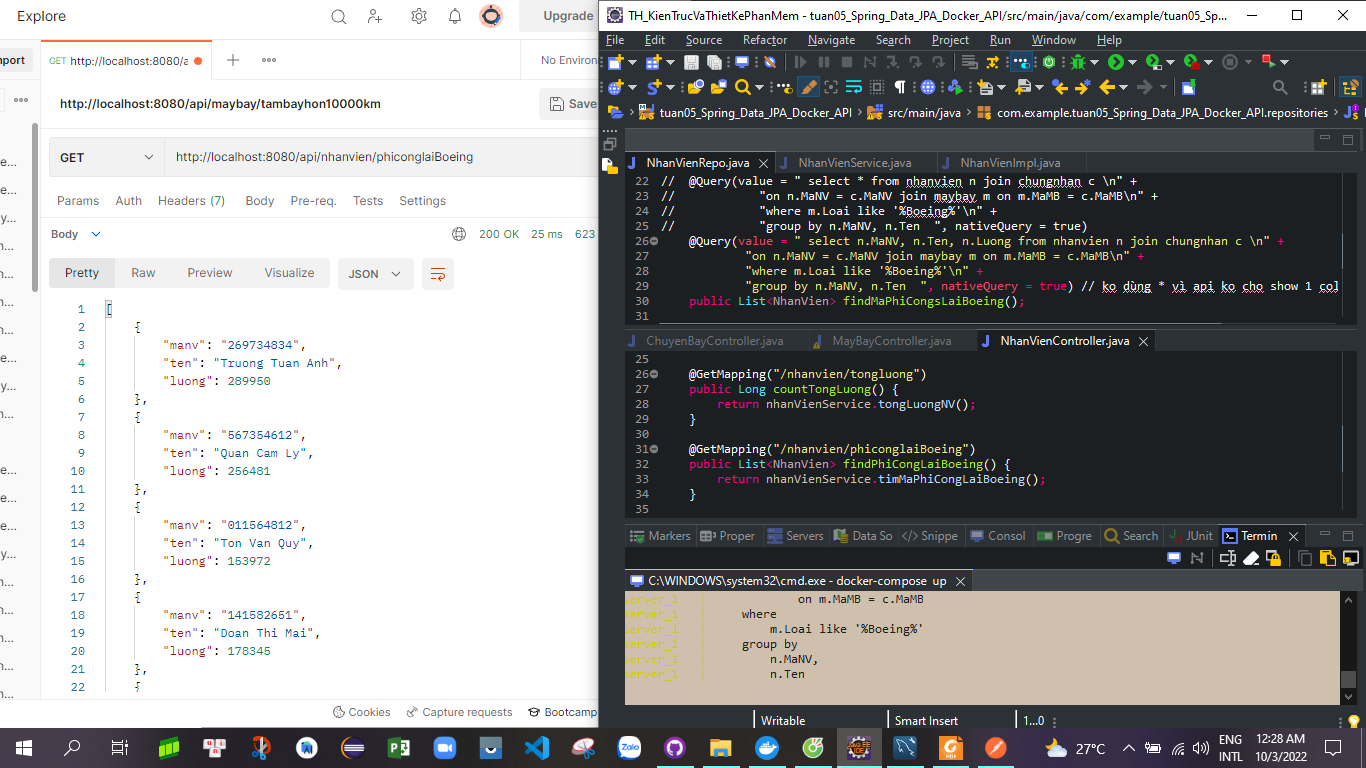 Explore
Upgrade
import
GET http://localhost:8080/a
No Environ
http://localhost:8080/api/maybay/tambayhon10000km
Save
GET
http://localhost:8080/api/nhanvien/phiconglaiBoeing
Params Auth Headers (7) Body Pre-req. Tests Settings
Body
200 OK 25 ms 623
Pretty Raw Preview Visualize JSON
1 [
2 {
3 "manv": "269734834",
4 "ten": "Truong Tuan Anh",
5 "luong": 289950
6 },
7 {
8 "manv": "567354612",
9 "ten": "Quan Cam Ly",
10 "luong": 256481
11 },
12 {
13 "manv": "011564812",
14 "ten": "Ton Van Quy",
15 "luong": 153972
16 },
17 {
18 "manv": "141582651",
19 "ten": "Doan Thi Mai",
20 "luong": 178345
21 },
22 {
Cookies Capture requests Bootcamp
TH_KienTrucVaThietKePhanMem - tuan05_Spring_Data_JPA_Docker_API/src/main/java/com/example/tuan05_Sp...
File Edit Source Refactor Navigate Search Project Run Window Help
tuan05_Spring_Data_JPA_Docker_API src/main/java com.example.tuan05_Spring_Data_JPA_Docker_API.repositories
NhanVienRepo.java NhanVienService.java NhanVienImpl.java
22 // @Query(value = " select * from nhanvien n join chungnhan c \n" +
23 // "on n.MaNV = c.MaNV join maybay m on m.MaMB = c.MaMB\n" +
24 // "where m.Loai like '%Boeing%'\n" +
25 // "group by n.MaNV, n.Ten ", nativeQuery = true)
26 @Query(value = " select n.MaNV, n.Ten, n.Luong from nhanvien n join chungnhan c \n" +
27 "on n.MaNV = c.MaNV join maybay m on m.MaMB = c.MaMB\n" +
28 "where m.Loai like '%Boeing%'\n" +
29 "group by n.MaNV, n.Ten ", nativeQuery = true) // ko dùng * vì api ko cho show 1 col
30 public List<NhanVien> findMaPhiCongsLaiBoeing();
31
ChuyenBayController.java MayBayController.java NhanVienController.java
25
26 @GetMapping("/nhanvien/tongluong")
27 public Long countTongLuong() {
28 return nhanVienService.tongLuongNV();
29 }
30
31 @GetMapping("/nhanvien/phiconglaiBoeing")
32 public List<NhanVien> findPhiCongLaiBoeing() {
33 return nhanVienService.timMaPhiCongLaiBoeing();
34 }
35
Markers Proper Servers Data So Snippe Consol Progre Search JUnit Termin
C:\WINDOWS\system32\cmd.exe - docker-compose up
server_1 | on m.MaMB = c.MaMB
server_1 | where
server_1 | m.Loai like '%Boeing%'
server_1 | group by
server_1 | n.MaNV,
server_1 | n.Ten
Writable Smart Insert 1...0
Zalo
27°C
ENG
INTL
12:28 AM
10/3/2022